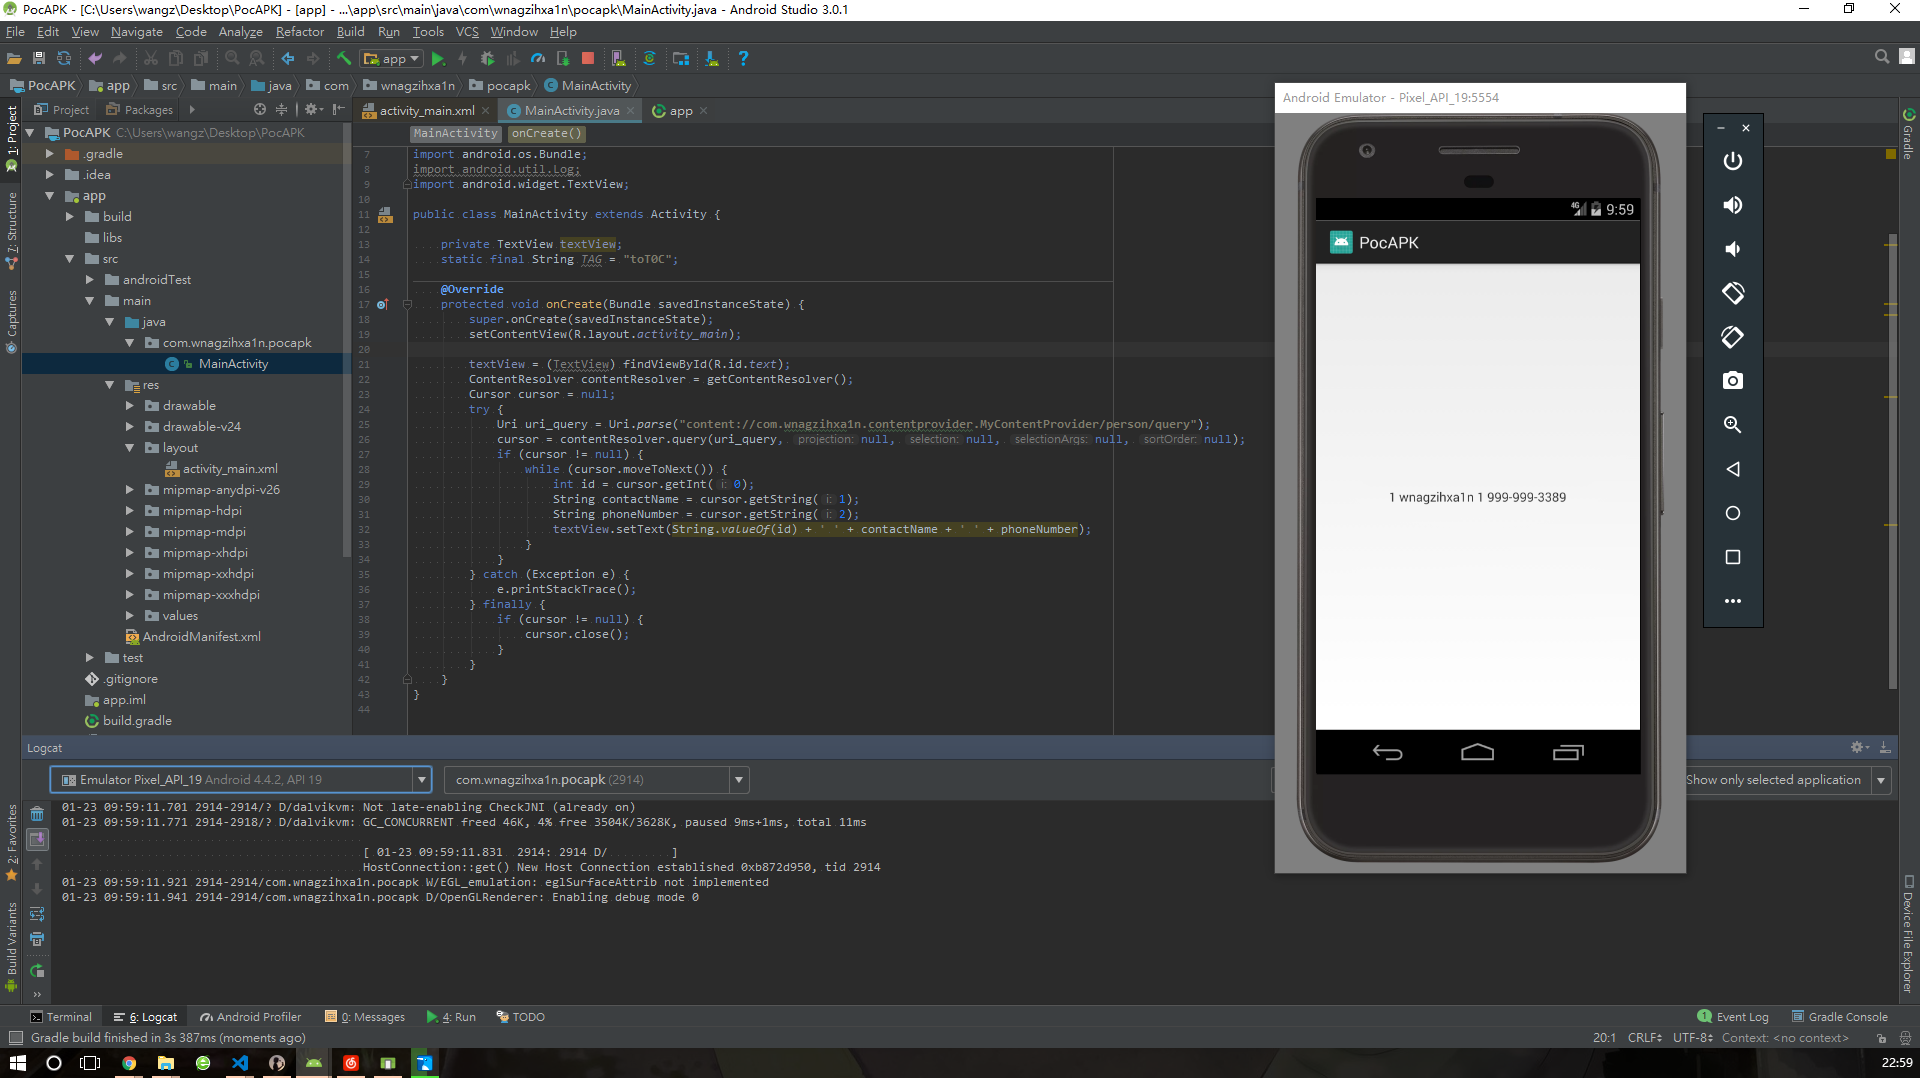 PocAPK - [C:\Users\wangz\Desktop\PocAPK] - [app] - ...\app\src\main\java\com\wnagzihxa1n\pocapk\MainActivity.java - Android Studio 3.0.1
File Edit View Navigate Code Analyze Refactor Build Run Tools VCS Window Help
app
PocAPK app src main java com wnagzihxa1n pocapk MainActivity
Project Packages
activity_main.xml MainActivity.java app
MainActivity onCreate()
1: Project
7: Structure
Captures
2: Favorites
Build Variants
PocAPK C:\Users\wangz\Desktop\PocAPK
.gradle
.idea
app
build
libs
src
androidTest
main
java
com.wnagzihxa1n.pocapk
MainActivity
res
drawable
drawable-v24
layout
activity_main.xml
mipmap-anydpi-v26
mipmap-hdpi
mipmap-mdpi
mipmap-xhdpi
mipmap-xxhdpi
mipmap-xxxhdpi
values
AndroidManifest.xml
test
.gitignore
app.iml
build.gradle
7 import android.os.Bundle;
8 import android.util.Log;
9 import android.widget.TextView;
10
11 public class MainActivity extends Activity {
12
13 private TextView textView;
14 static final String TAG = "toT0C";
15
16 @Override
17 protected void onCreate(Bundle savedInstanceState) {
18 super.onCreate(savedInstanceState);
19 setContentView(R.layout.activity_main);
20
21 textView = (TextView) findViewById(R.id.text);
22 ContentResolver contentResolver = getContentResolver();
23 Cursor cursor = null;
24 try {
25 Uri uri_query = Uri.parse("content://com.wnagzihxa1n.contentprovider.MyContentProvider/person/query");
26 cursor = contentResolver.query(uri_query, projection: null, selection: null, selectionArgs: null, sortOrder: null);
27 if (cursor != null) {
28 while (cursor.moveToNext()) {
29 int id = cursor.getInt( i: 0);
30 String contactName = cursor.getString( i: 1);
31 String phoneNumber = cursor.getString( i: 2);
32 textView.setText(String.valueOf(id) + ' ' + contactName + ' ' + phoneNumber);
33 }
34 }
35 } catch (Exception e) {
36 e.printStackTrace();
37 } finally {
38 if (cursor != null) {
39 cursor.close();
40 }
41 }
42 }
43 }
44
Android Emulator - Pixel_API_19:5554
4G 9:59
PocAPK
1 wnagzihxa1n 1 999-999-3389
Gradle
Device File Explorer
Logcat
Emulator Pixel_API_19 Android 4.4.2, API 19
com.wnagzihxa1n.pocapk (2914)
Show only selected application
01-23 09:59:11.701 2914-2914/? D/dalvikvm: Not late-enabling CheckJNI (already on)
01-23 09:59:11.771 2914-2918/? D/dalvikvm: GC_CONCURRENT freed 46K, 4% free 3504K/3628K, paused 9ms+1ms, total 11ms
[ 01-23 09:59:11.831 2914: 2914 D/ ]
HostConnection::get() New Host Connection established 0xb872d950, tid 2914
01-23 09:59:11.921 2914-2914/com.wnagzihxa1n.pocapk W/EGL_emulation: eglSurfaceAttrib not implemented
01-23 09:59:11.941 2914-2914/com.wnagzihxa1n.pocapk D/OpenGLRenderer: Enabling debug mode 0
Terminal 6: Logcat Android Profiler 0: Messages 4: Run TODO
1 Event Log Gradle Console
Gradle build finished in 3s 387ms (moments ago)
20:1 CRLF UTF-8 Context: <no context>
22:59